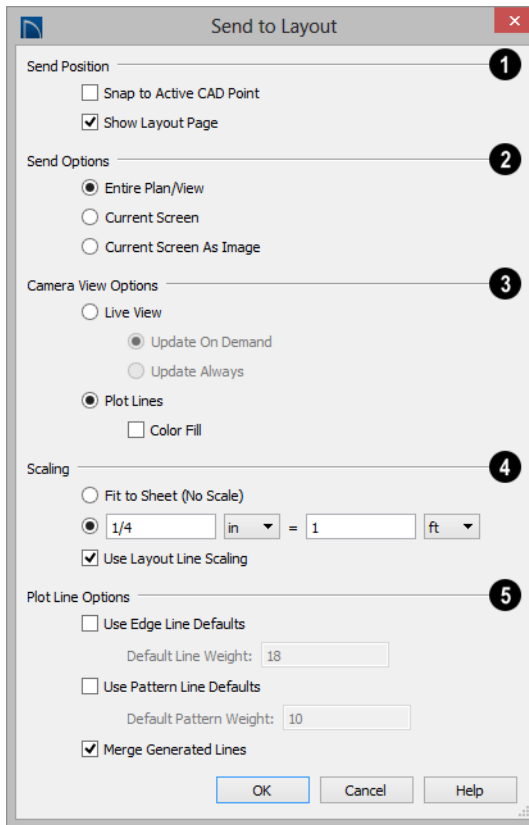 Send to Layout
Send Position 1
Snap to Active CAD Point
Show Layout Page
Send Options 2
Entire Plan/View
Current Screen
Current Screen As Image
Camera View Options 3
Live View
Update On Demand
Update Always
Plot Lines
Color Fill
Scaling 4
Fit to Sheet (No Scale)
1/4 in = 1 ft
Use Layout Line Scaling
Plot Line Options 5
Use Edge Line Defaults
Default Line Weight: 18
Use Pattern Line Defaults
Default Pattern Weight: 10
Merge Generated Lines
OK Cancel Help